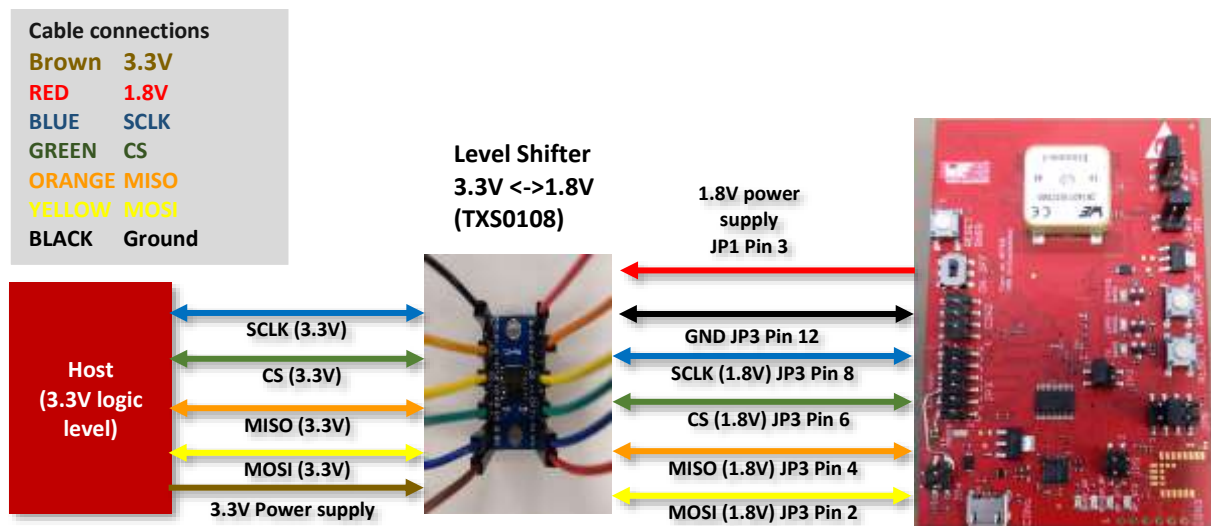 Cable connections
Brown 3.3V
RED 1.8V
BLUE SCLK
GREEN CS
ORANGE MISO
YELLOW MOSI
BLACK Ground
Level Shifter
3.3V <->1.8V
(TXS0108)
1.8V power
supply
JP1 Pin 3
Host
(3.3V logic
level)
SCLK (3.3V)
CS (3.3V)
MISO (3.3V)
MOSI (3.3V)
3.3V Power supply
GND JP3 Pin 12
SCLK (1.8V) JP3 Pin 8
CS (1.8V) JP3 Pin 6
MISO (1.8V) JP3 Pin 4
MOSI (1.8V) JP3 Pin 2
WE
CE
RESET